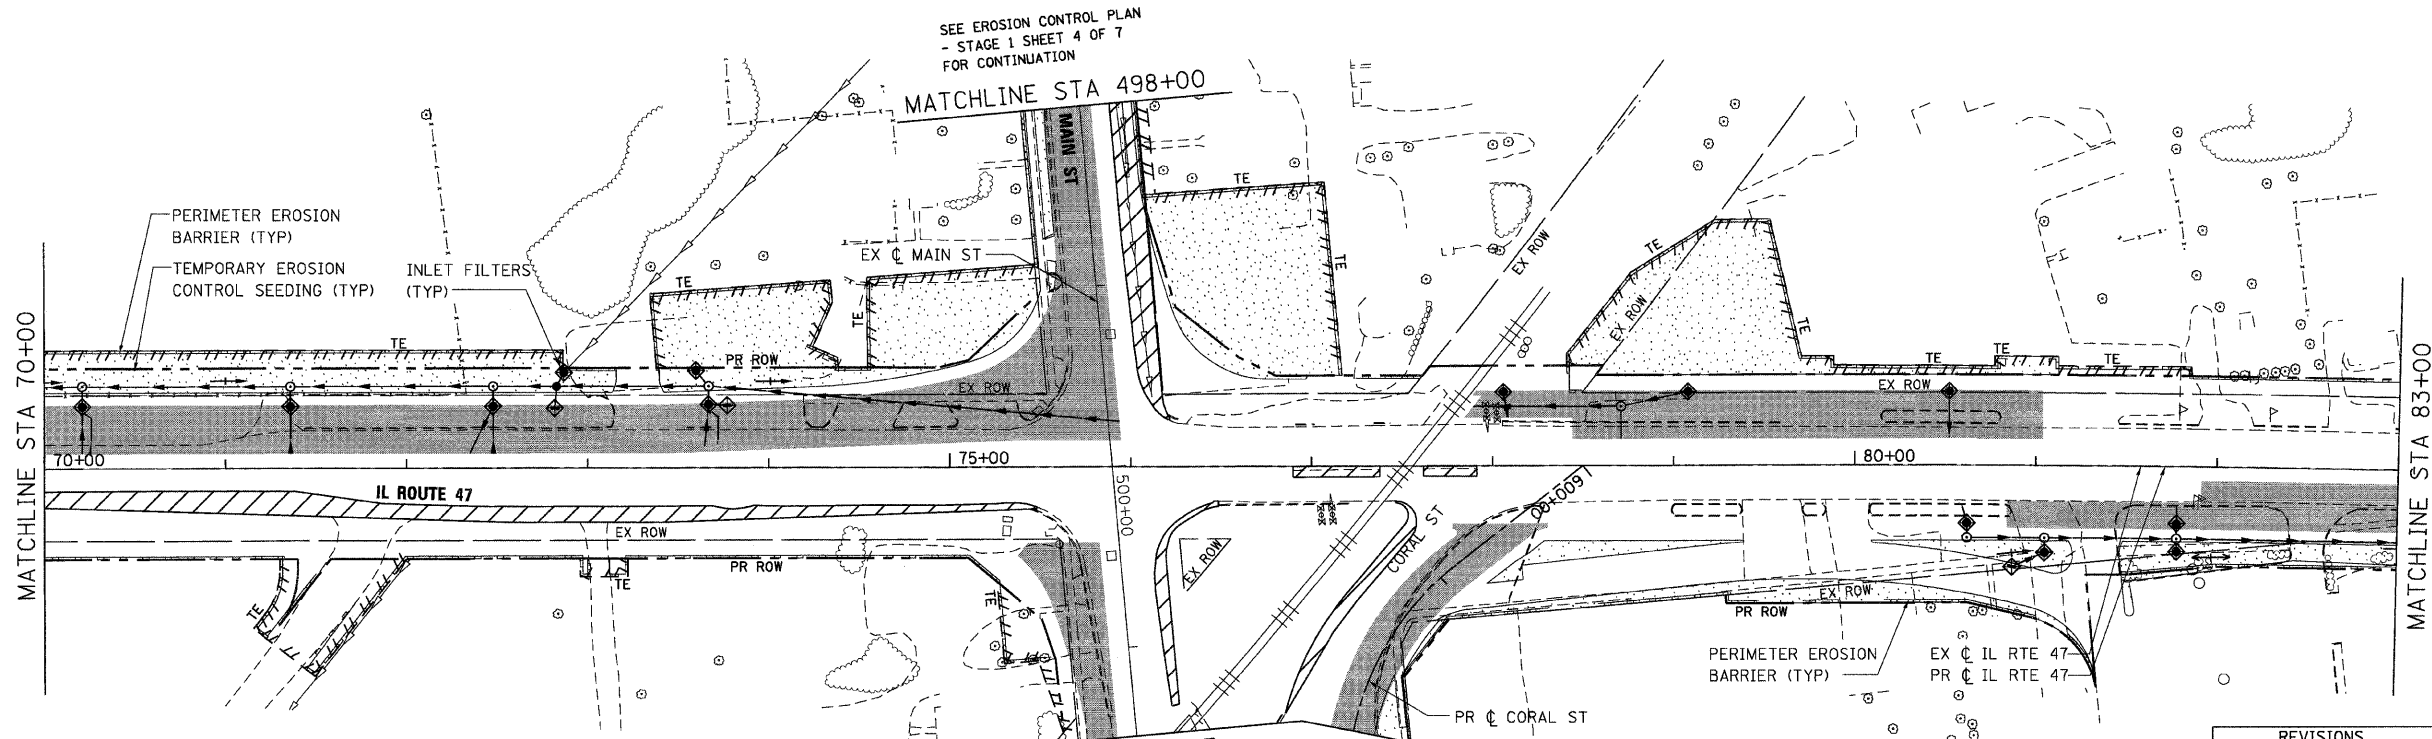 SEE EROSION CONTROL PLAN
- STAGE 1 SHEET 4 OF 7
FOR CONTINUATION
MATCHLINE STA 498+00
MAIN ST
TE
PERIMETER EROSION
BARRIER (TYP)
TEMPORARY EROSION
CONTROL SEEDING (TYP)
INLET FILTERS
(TYP)
EX ℄ MAIN ST
EX ROW
TE
TE
TE
EX ROW
TE
TE
MATCHLINE STA 70+00
TE
PR ROW
EX ROW
TE
TE
TE
EX ROW
MATCHLINE STA 83+00
70+00
75+00
80+00
IL ROUTE 47
500+00
1600+00
EX ROW
PR ROW
EX ROW
CORAL ST
TE
TE
TE
EX ROW
PR ROW
PERIMETER EROSION
BARRIER (TYP)
EX ℄ IL RTE 47
PR ℄ IL RTE 47
PR ℄ CORAL ST
REVISIONS